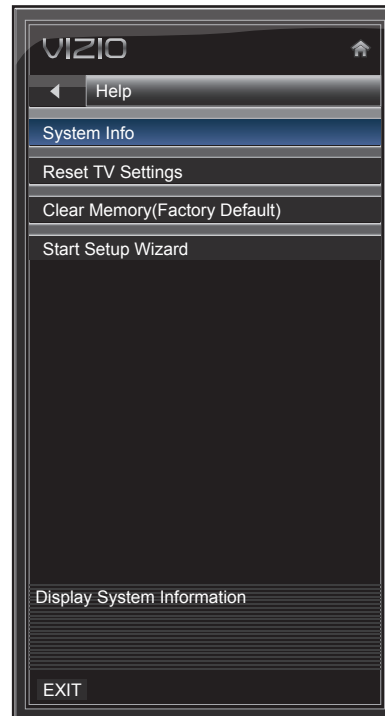 VIZIO
Help
System Info
Reset TV Settings
Clear Memory(Factory Default)
Start Setup Wizard
Display System Information
EXIT